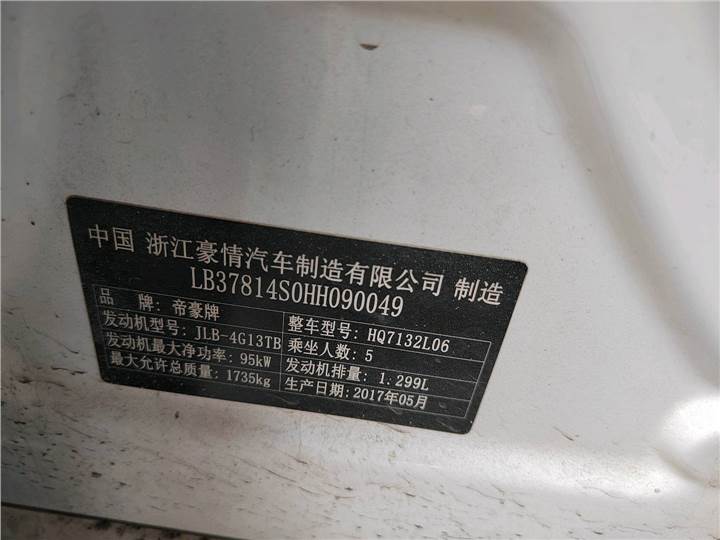 中国 浙江豪情汽车制造有限公司 制造
LB37814S0HH090049
品 牌: 帝豪牌 整车型号: HQ7132L06
发动机型号: JLB-4G13TB 乘坐人数: 5
发动机最大净功率: 95kW 发动机排量: 1.299L
最大允许总质量: 1735kg 生产日期: 2017年05月